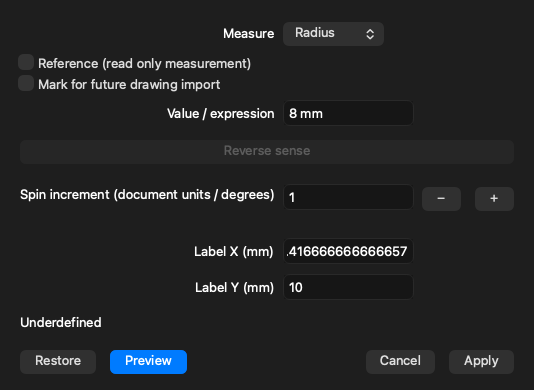 Measure Radius
Reference (read only measurement)
Mark for future drawing import
Value / expression 8 mm
Reverse sense
Spin increment (document units / degrees) 1 − +
Label X (mm) .416666666666657
Label Y (mm) 10
Underdefined
Restore Preview Cancel Apply